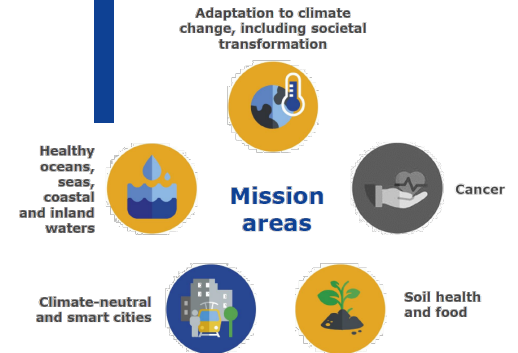 Adaptation to climate
change, including societal
transformation
Healthy
oceans,
seas,
coastal
and inland
waters
Mission
areas
Cancer
Climate-neutral
and smart cities
Soil health
and food